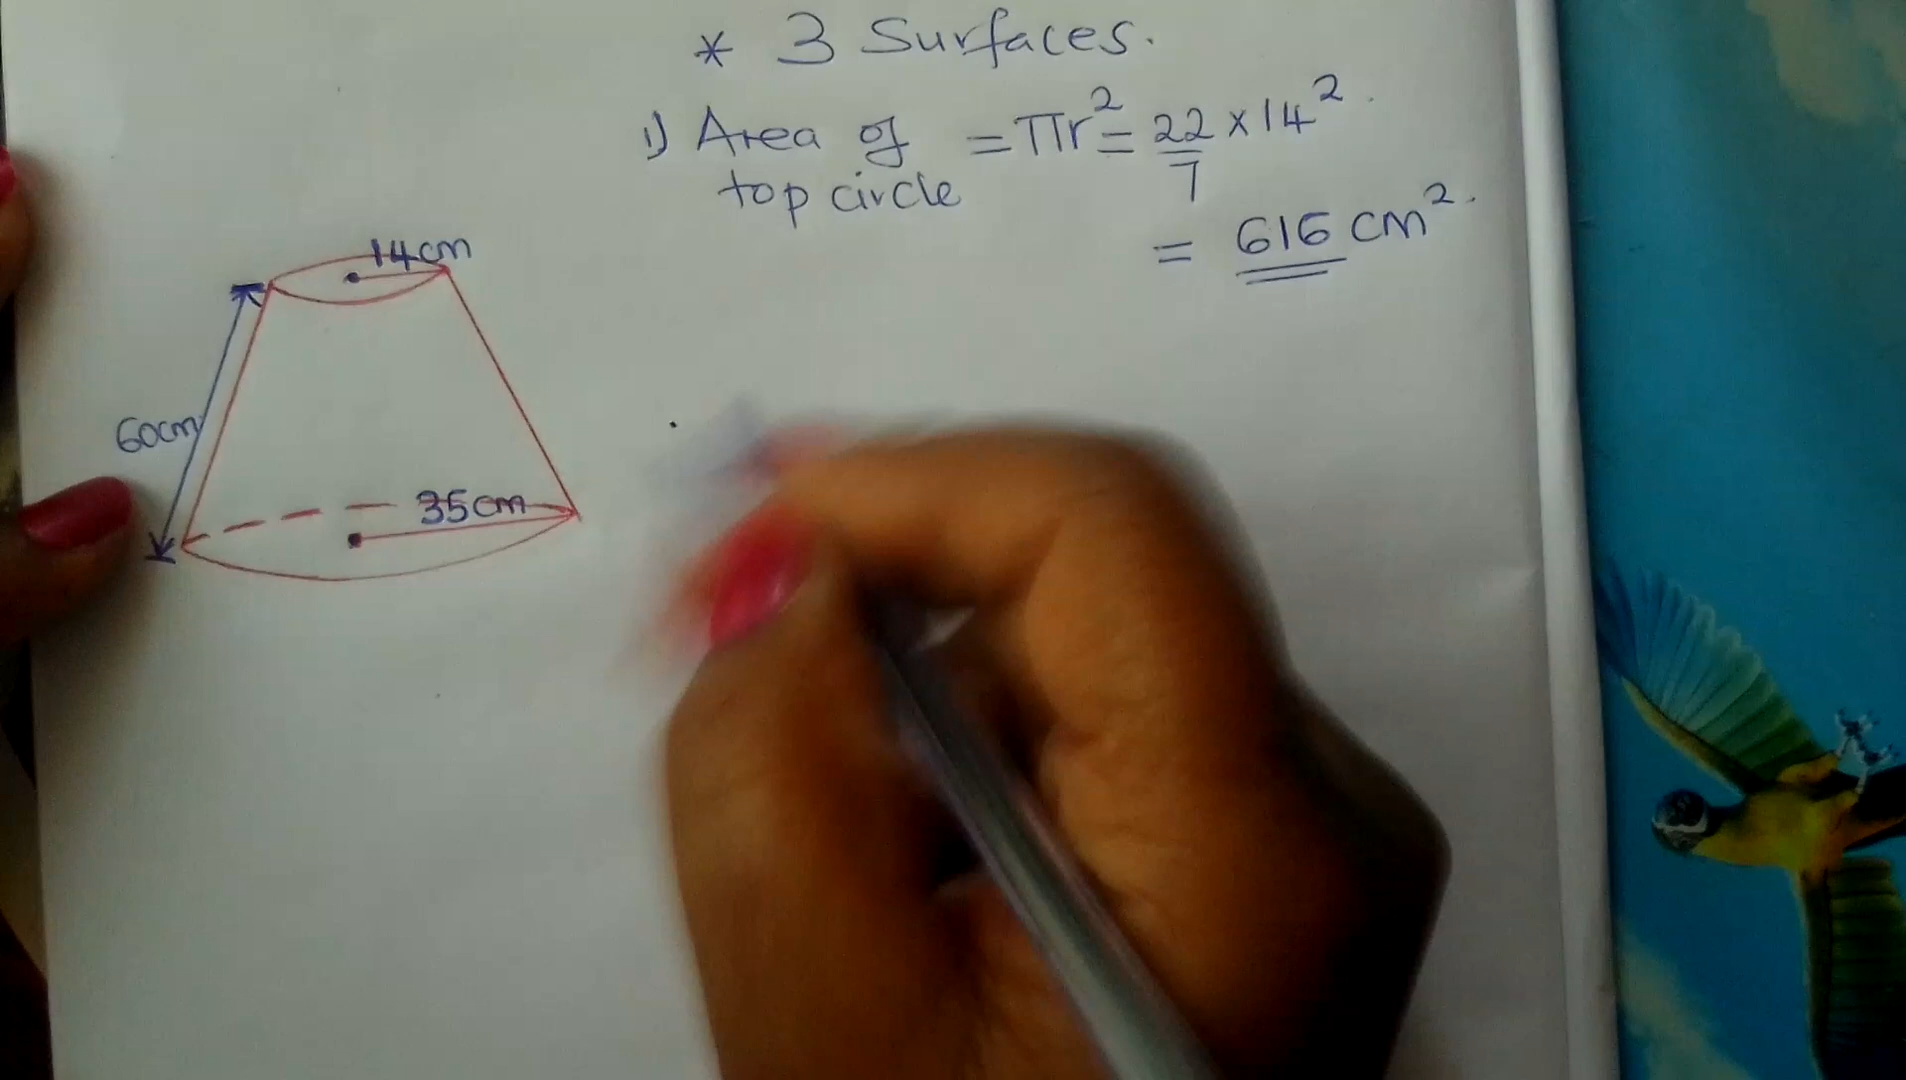 * 3 Surfaces.
1) Area of = πr² = 22/7 × 14²
top circle
= 616 cm².
14cm
60cm
35cm